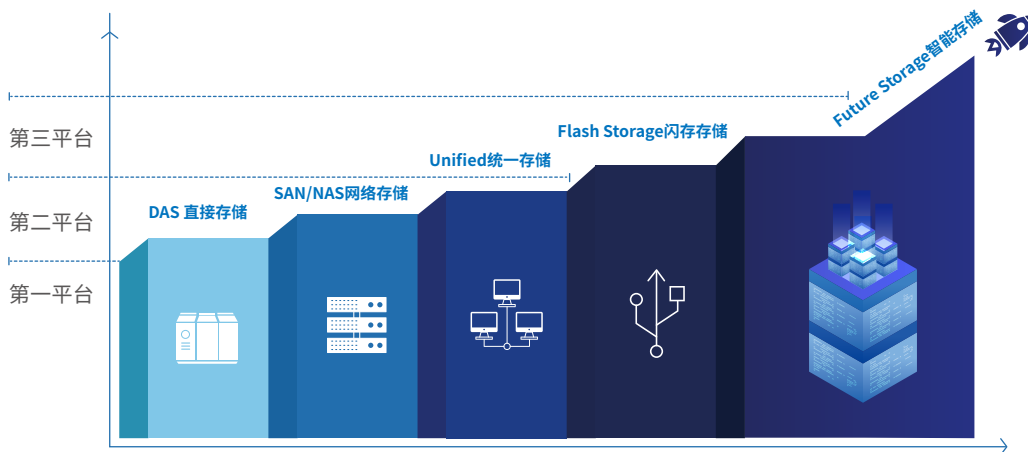 Future Storage智能存储
第三平台
Flash Storage闪存存储
Unified统一存储
SAN/NAS网络存储
第二平台
DAS 直接存储
第一平台